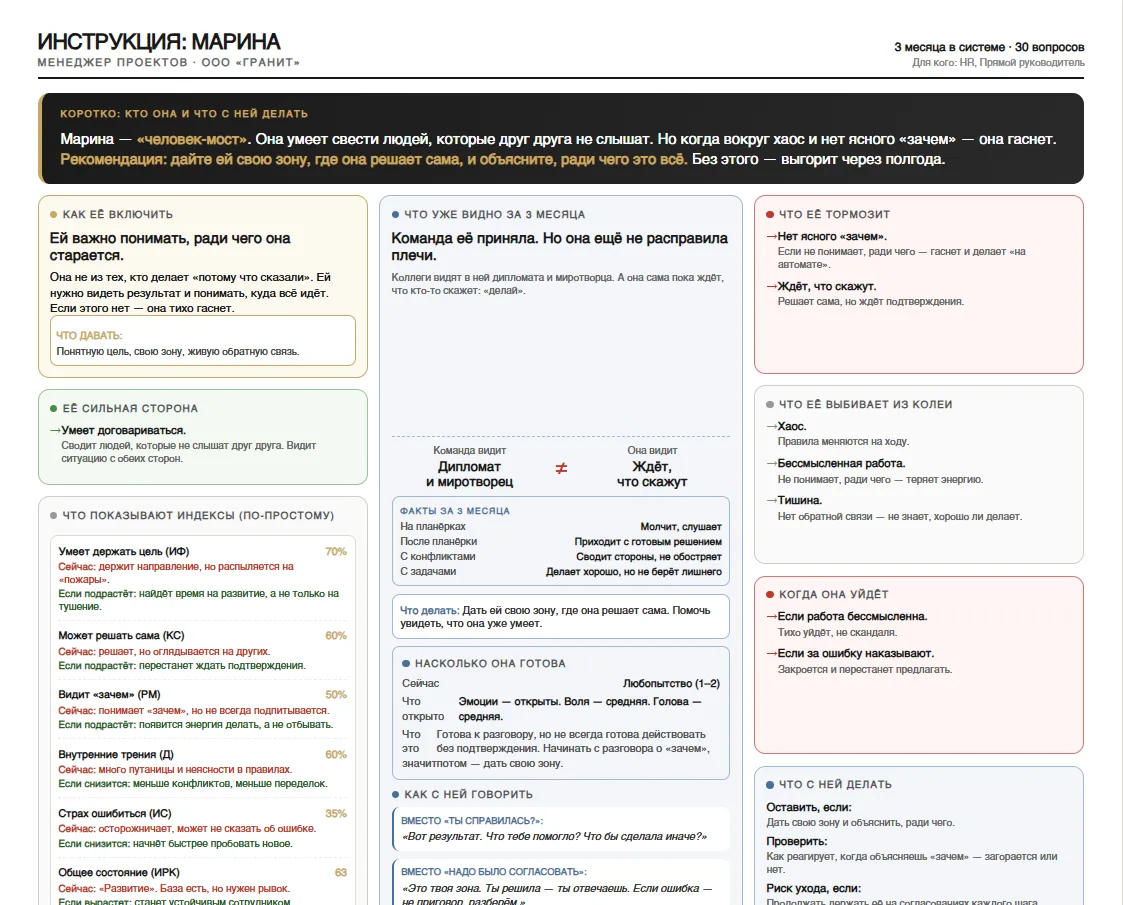 ИНСТРУКЦИЯ: МАРИНА
МЕНЕДЖЕР ПРОЕКТОВ · ООО «ГРАНИТ»
3 месяца в системе · 30 вопросов
Для кого: HR, Прямой руководитель
КОРОТКО: КТО ОНА И ЧТО С НЕЙ ДЕЛАТЬ
Марина — «человек-мост». Она умеет свести людей, которые друг друга не слышат. Но когда вокруг хаос и нет ясного «зачем» — она гаснет.
Рекомендация: дайте ей свою зону, где она решает сама, и объясните, ради чего это всё. Без этого — выгорит через полгода.
КАК ЕЁ ВКЛЮЧИТЬ
Ей важно понимать, ради чего она
старается.
Она не из тех, кто делает «потому что сказали». Ей
нужно видеть результат и понимать, куда всё идёт.
Если этого нет — она тихо гаснет.
ЧТО ДАВАТЬ:
Понятную цель, свою зону, живую обратную связь.
ЕЁ СИЛЬНАЯ СТОРОНА
→Умеет договариваться.
Сводит людей, которые не слышат друг друга. Видит
ситуацию с обеих сторон.
ЧТО ПОКАЗЫВАЮТ ИНДЕКСЫ (ПО-ПРОСТОМУ)
Умеет держать цель (ИФ) 70%
Сейчас: держит направление, но распыляется на
«пожары».
Если подрастёт: найдёт время на развитие, а не только на
тушение.
Может решать сама (КС) 60%
Сейчас: решает, но оглядывается на других.
Если подрастёт: перестанет ждать подтверждения.
Видит «зачем» (РМ) 50%
Сейчас: понимает «зачем», но не всегда подпитывается.
Если подрастёт: появится энергия делать, а не отбывать.
Внутренние трения (Д) 60%
Сейчас: много путаницы и неясности в правилах.
Если снизится: меньше конфликтов, меньше переделок.
Страх ошибиться (ИС) 35%
Сейчас: осторожничает, может не сказать об ошибке.
Если снизится: начнёт быстрее пробовать новое.
Общее состояние (ИРК) 63
Сейчас: «Развитие». База есть, но нужен рывок.
Если вырастет: станет устойчивым сотрудником
ЧТО УЖЕ ВИДНО ЗА 3 МЕСЯЦА
Команда её приняла. Но она ещё не расправила
плечи.
Коллеги видят в ней дипломата и миротворца. А она сама пока ждёт,
что кто-то скажет: «делай».
Команда видит
Дипломат
и миротворец
≠
Она видит
Ждёт,
что скажут
ФАКТЫ ЗА 3 МЕСЯЦА
На планёрках Молчит, слушает
После планёрки Приходит с готовым решением
С конфликтами Сводит стороны, не обостряет
С задачами Делает хорошо, но не берёт лишнего
Что делать: Дать ей свою зону, где она решает сама. Помочь
увидеть, что она уже умеет.
НАСКОЛЬКО ОНА ГОТОВА
Сейчас Любопытство (1–2)
Что Эмоции — открыты. Воля — средняя. Голова —
открыто средняя.
Что Готова к разговору, но не всегда готова действовать
это без подтверждения. Начинать с разговора о «зачем»,
значитпотом — дать свою зону.
КАК С НЕЙ ГОВОРИТЬ
ВМЕСТО «ТЫ СПРАВИЛАСЬ?»:
«Вот результат. Что тебе помогло? Что бы сделала иначе?»
ВМЕСТО «НАДО БЫЛО СОГЛАСОВАТЬ»:
«Это твоя зона. Ты решила — ты отвечаешь. Если ошибка —
не приговор, разберём.»
ЧТО ЕЁ ТОРМОЗИТ
→Нет ясного «зачем».
Если не понимает, ради чего — гаснет и делает «на
автомате».
→Ждёт, что скажут.
Решает сама, но ждёт подтверждения.
ЧТО ЕЁ ВЫБИВАЕТ ИЗ КОЛЕИ
→Хаос.
Правила меняются на ходу.
→Бессмысленная работа.
Не понимает, ради чего — теряет энергию.
→Тишина.
Нет обратной связи — не знает, хорошо ли делает.
КОГДА ОНА УЙДЁТ
→Если работа бессмысленна.
Тихо уйдёт, не скандаля.
→Если за ошибку наказывают.
Закроется и перестанет предлагать.
ЧТО С НЕЙ ДЕЛАТЬ
Оставить, если:
Дать свою зону и объяснить, ради чего.
Проверить:
Как реагирует, когда объясняешь «зачем» — загорается или
нет.
Риск ухода, если:
Продолжать держать её на согласованиях каждого шага